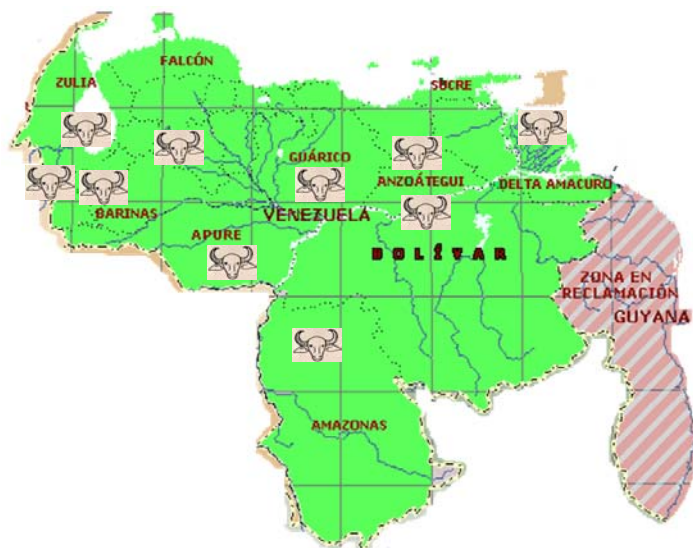 FALCÓN
ZULIA
SUCRE
GUÁRICO
ANZOÁTEGUI
DELTA AMACURO
BARINAS
VENEZUELA
APURE
BOLÍVAR
ZONA EN
RECLAMACIÓN
GUYANA
AMAZONAS